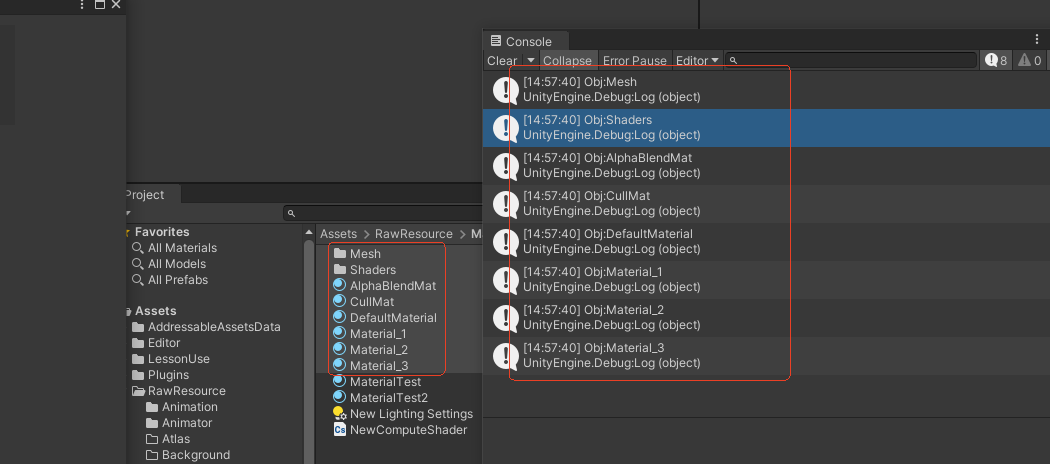 Project
Favorites
All Materials
All Models
All Prefabs
Assets
AddressableAssetsData
Editor
LessonUse
Plugins
RawResource
Animation
Animator
Atlas
Background
Assets > RawResource >
Mesh
Shaders
AlphaBlendMat
CullMat
DefaultMaterial
Material_1
Material_2
Material_3
MaterialTest
MaterialTest2
New Lighting Settings
NewComputeShader
Console
Clear Collapse Error Pause Editor 8 0
[14:57:40] Obj:Mesh
UnityEngine.Debug:Log (object)
[14:57:40] Obj:Shaders
UnityEngine.Debug:Log (object)
[14:57:40] Obj:AlphaBlendMat
UnityEngine.Debug:Log (object)
[14:57:40] Obj:CullMat
UnityEngine.Debug:Log (object)
[14:57:40] Obj:DefaultMaterial
UnityEngine.Debug:Log (object)
[14:57:40] Obj:Material_1
UnityEngine.Debug:Log (object)
[14:57:40] Obj:Material_2
UnityEngine.Debug:Log (object)
[14:57:40] Obj:Material_3
UnityEngine.Debug:Log (object)